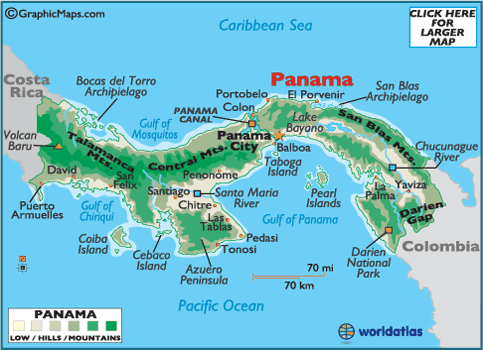 ©GraphicMaps.com
Caribbean Sea
CLICK HERE
FOR
LARGER
MAP
Costa
Rica
Bocas del Torro
Archipielago
Portobelo
Colon
Panama
El Porvenir
San Blas
Archipielago
PANAMA
CANAL
Gulf of
Mosquitos
Lake
Bayano
San Blas Mts.
Volcan
Baru
Talamanca
Mts.
Central Mts.
Panama
City
Balboa
Chucunague
River
David
San
Felix
Penonome
Taboga
Island
Santiago
Santa Maria
River
Pearl
Islands
La
Palma
Yaviza
Puerto
Armuelles
Gulf of
Chiriqui
Chitre
Las
Tablas
Gulf of Panama
Darien
Gap
Coiba
Island
Cebaco
Island
Pedasi
Tonosi
Colombia
Azuero
Peninsula
Darien
National
Park
70 mi
70 km
Pacific Ocean
PANAMA
LOW / HILLS / MOUNTAINS
worldatlas